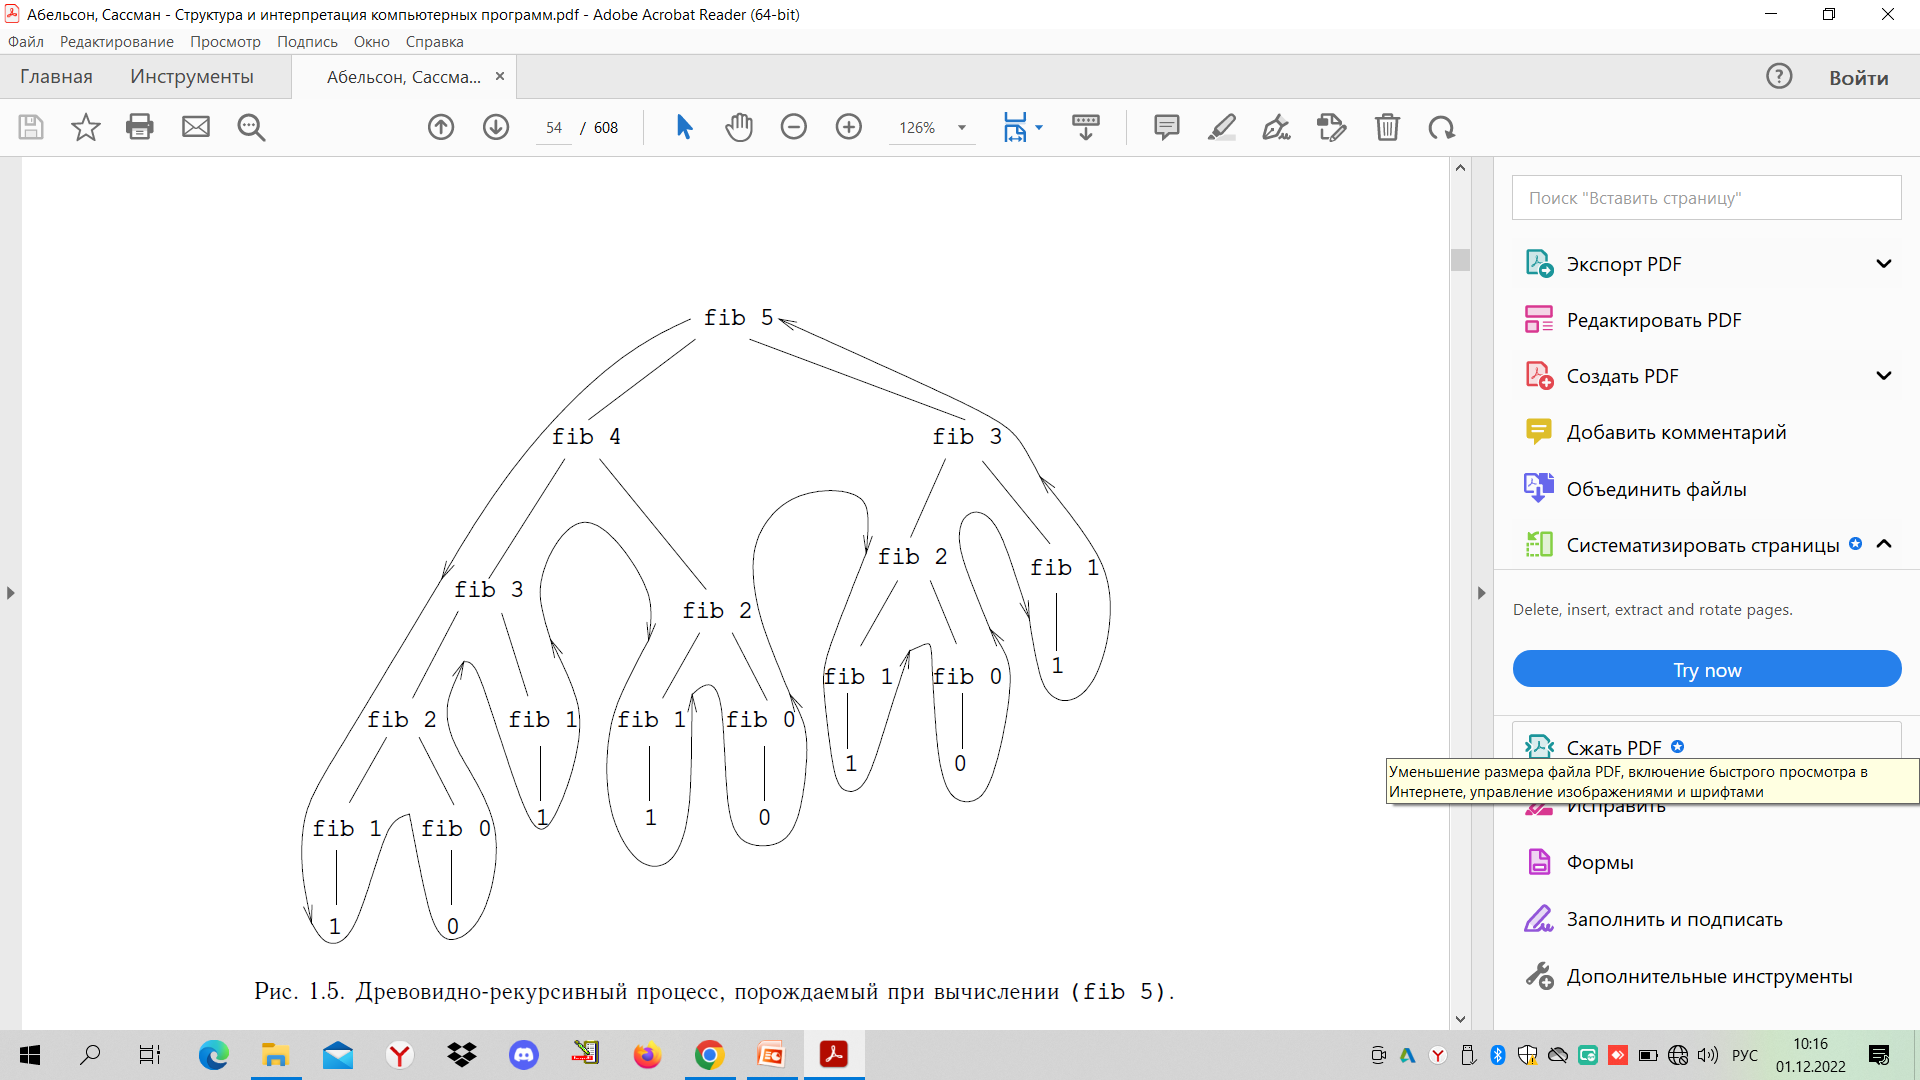 Абельсон, Сассман - Структура и интерпретация компьютерных программ.pdf - Adobe Acrobat Reader (64-bit)
Файл Редактирование Просмотр Подпись Окно Справка
Главная Инструменты Абельсон, Сассма... × ? Войти
54 / 608 126%
Поиск "Вставить страницу"
Экспорт PDF
Редактировать PDF
Создать PDF
Добавить комментарий
Объединить файлы
Систематизировать страницы
Delete, insert, extract and rotate pages.
Try now
Сжать PDF
Уменьшение размера файла PDF, включение быстрого просмотра в
Интернете, управление изображениями и шрифтами
Исправить
Формы
Заполнить и подписать
Дополнительные инструменты
fib 5
fib 4 fib 3
fib 2 fib 1
fib 3 fib 2
fib 1 fib 0 1
fib 2 fib 1 fib 1 fib 0
1 0
1 1 0
fib 1 fib 0
1 0
Рис. 1.5. Древовидно-рекурсивный процесс, порождаемый при вычислении (fib 5).
РУС
10:16
01.12.2022